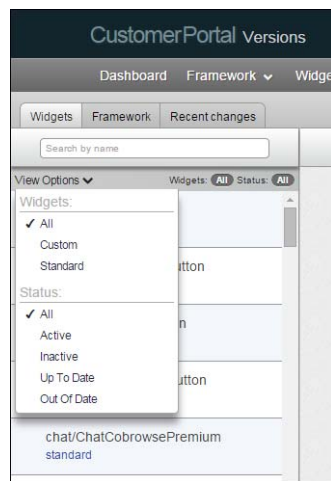 CustomerPortal Versions
Dashboard Framework Widge
Widgets Framework Recent changes
Search by name
View Options Widgets: All Status: All
Widgets:
✓ All
Custom
Standard
utton
Status:
✓ All
n
Active
Inactive
Up To Date
utton
Out Of Date
chat/ChatCobrowsePremium
standard